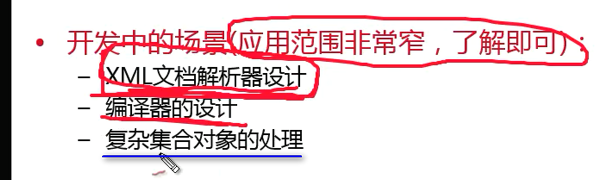 • 开发中的场景(应用范围非常窄，了解即可)：
– XML文档解析器设计
– 编译器的设计
– 复杂集合对象的处理